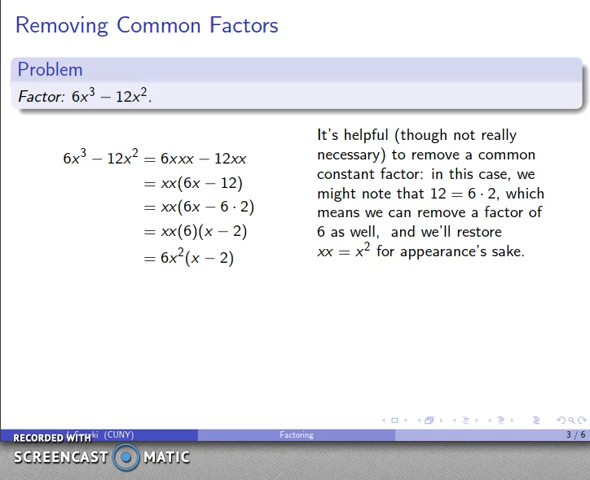 Removing Common Factors
Problem
Factor: 6x³ − 12x².
6x³ − 12x² = 6xxx − 12xx
= xx(6x − 12)
= xx(6x − 6 · 2)
= xx(6)(x − 2)
= 6x²(x − 2)
It's helpful (though not really
necessary) to remove a common
constant factor: in this case, we
might note that 12 = 6 · 2, which
means we can remove a factor of
6 as well, and we'll restore
xx = x² for appearance's sake.
(CUNY)
Factoring
3 / 6
RECORDED WITH
SCREENCAST MATIC